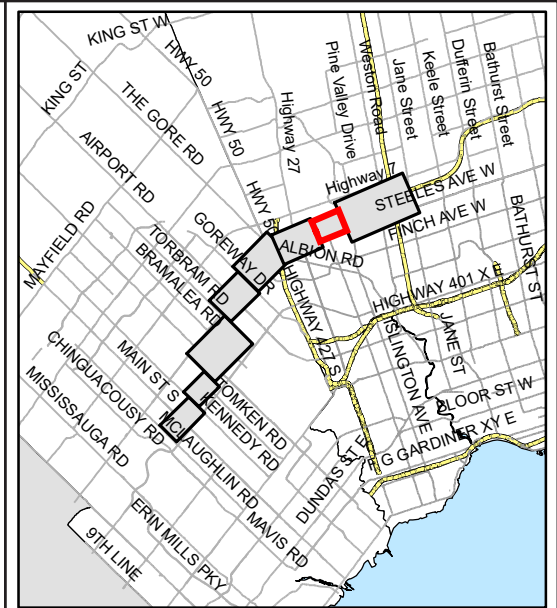 KING ST W
HWY 50
KING ST
THE GORE RD
HWY 50
Highway 27
Pine Valley Drive
Weston Road
Jane Street
Keele Street
Dufferin Street
Bathurst Street
AIRPORT RD
Highway 7
STEELES AVE W
HWY 5
MAYFIELD RD
GOREWAY DR
ALBION RD
FINCH AVE W
BATHURST ST
TORBRAM RD
BRAMALEA RD
HIGHWAY 427 S
HIGHWAY 401 X
JANE ST
ISLINGTON AVE
CHINGUACOUSY RD
MAIN ST S
MISSISSAUGA RD
TOMKEN RD
KENNEDY RD
BLOOR ST W
MCLAUGHLIN RD
DUNDAS ST E
F G GARDINER XY E
MAVIS RD
ERIN MILLS PKY
9TH LINE